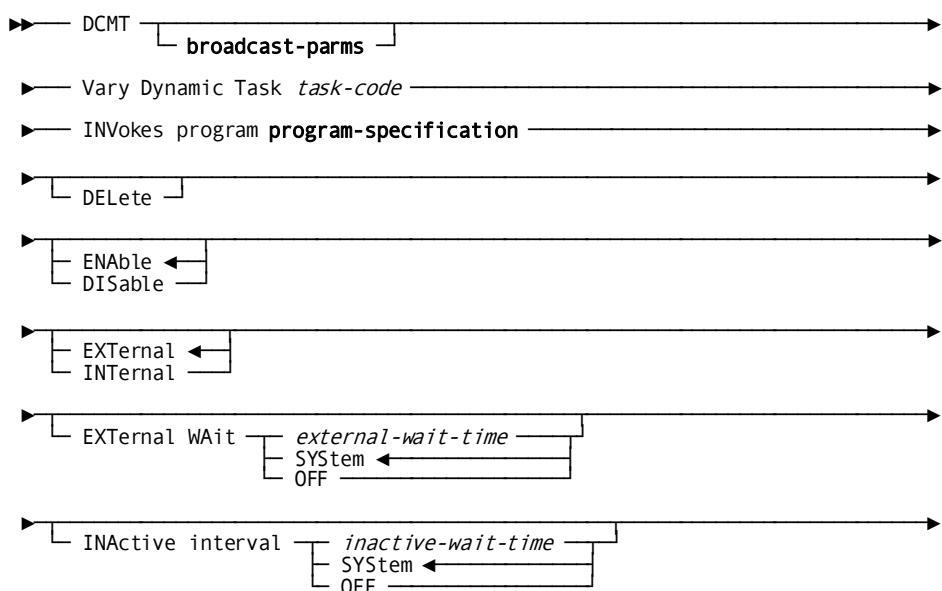 DCMT
broadcast-parms
Vary Dynamic Task task-code
INVokes program program-specification
DELete
ENAble
DISable
EXTernal
INTernal
EXTernal WAit external-wait-time
SYStem
OFF
INActive interval inactive-wait-time
SYStem
OFF